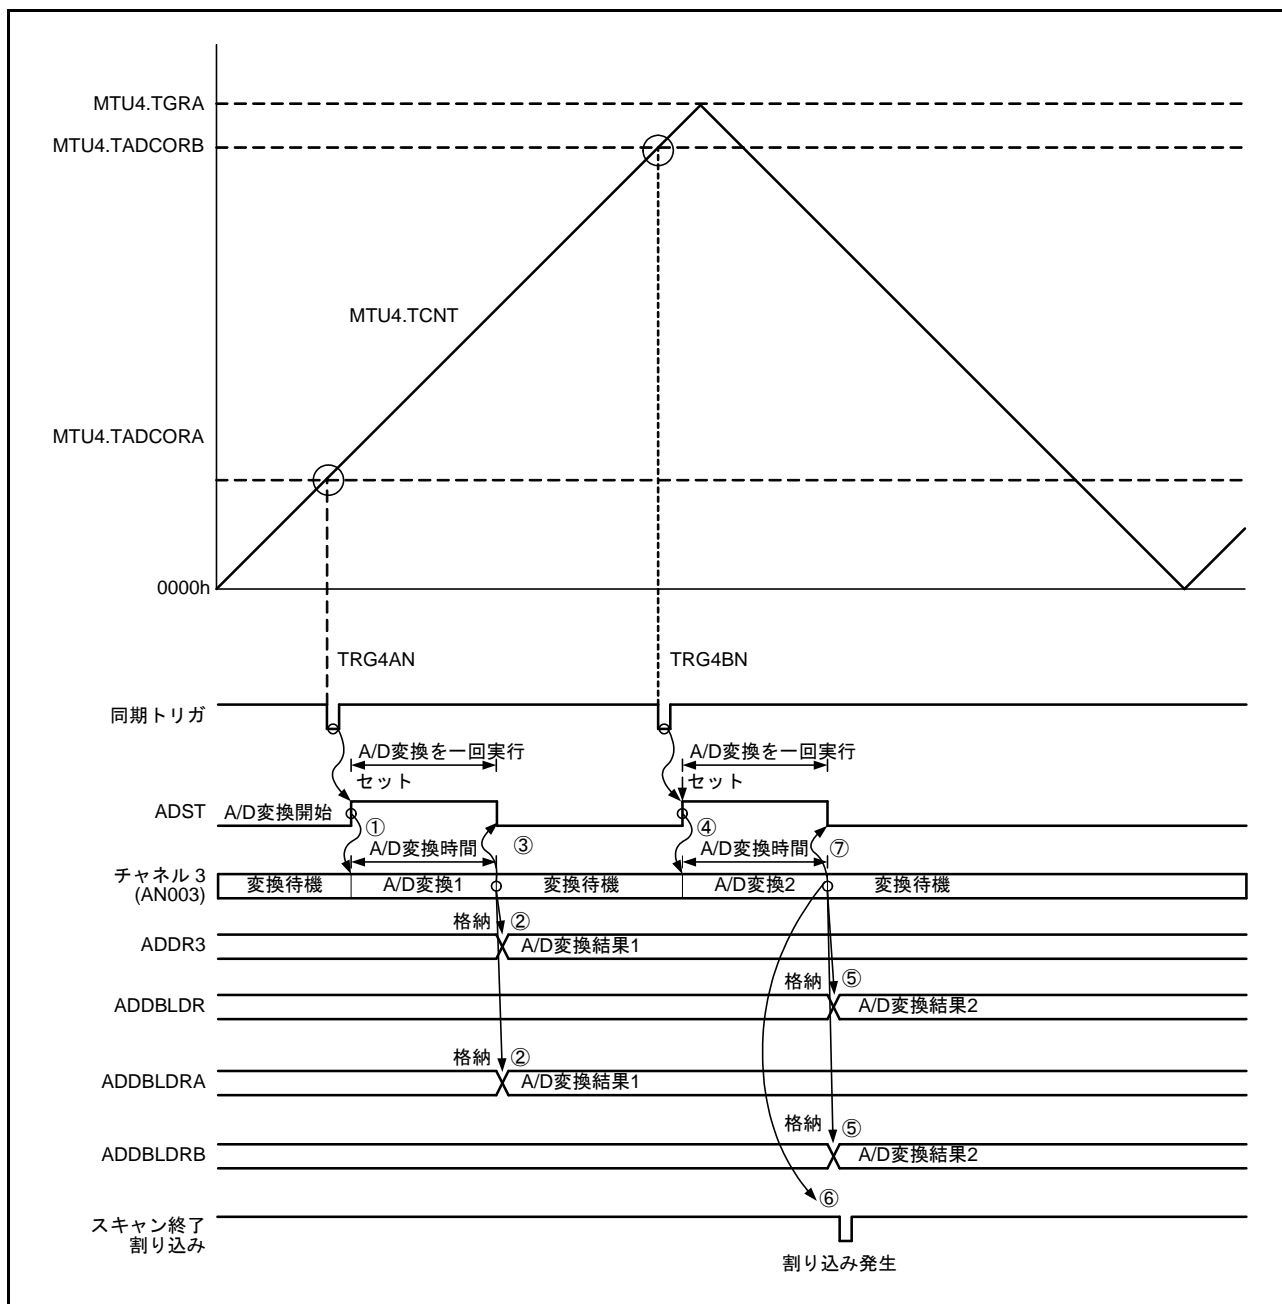 MTU4.TGRA
MTU4.TADCORB
MTU4.TCNT
MTU4.TADCORA
0000h
TRG4AN
TRG4BN
同期トリガ
A/D変換を一回実行
A/D変換を一回実行
セット
セット
ADST
A/D変換開始
①
④
A/D変換時間
③
A/D変換時間
⑦
チャネル3
(AN003)
変換待機
A/D変換1
変換待機
A/D変換2
変換待機
格納
②
ADDR3
A/D変換結果1
格納
⑤
ADDBLDR
A/D変換結果2
格納
②
ADDBLDRA
A/D変換結果1
格納
⑤
ADDBLDRB
A/D変換結果2
⑥
スキャン終了
割り込み
割り込み発生